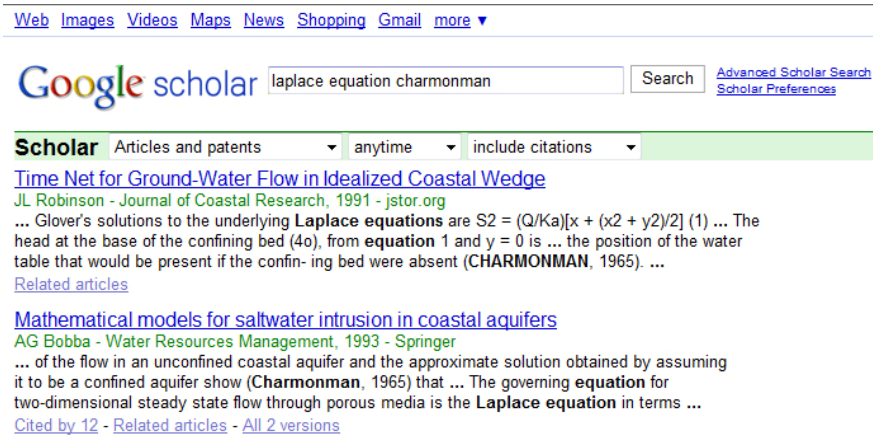 Web Images Videos Maps News Shopping Gmail more ▼
Google scholar laplace equation charmonman Search Advanced Scholar Search
Scholar Preferences
Scholar Articles and patents anytime include citations
Time Net for Ground-Water Flow in Idealized Coastal Wedge
JL Robinson - Journal of Coastal Research, 1991 - jstor.org
... Glover's solutions to the underlying Laplace equations are S2 = (Q/Ka)[x + (x2 + y2)/2] (1) ... The
head at the base of the confining bed (4o), from equation 1 and y = 0 is ... the position of the water
table that would be present if the confin- ing bed were absent (CHARMONMAN, 1965). ...
Related articles
Mathematical models for saltwater intrusion in coastal aquifers
AG Bobba - Water Resources Management, 1993 - Springer
... of the flow in an unconfined coastal aquifer and the approximate solution obtained by assuming
it to be a confined aquifer show (Charmonman, 1965) that ... The governing equation for
two-dimensional steady state flow through porous media is the Laplace equation in terms ...
Cited by 12 - Related articles - All 2 versions